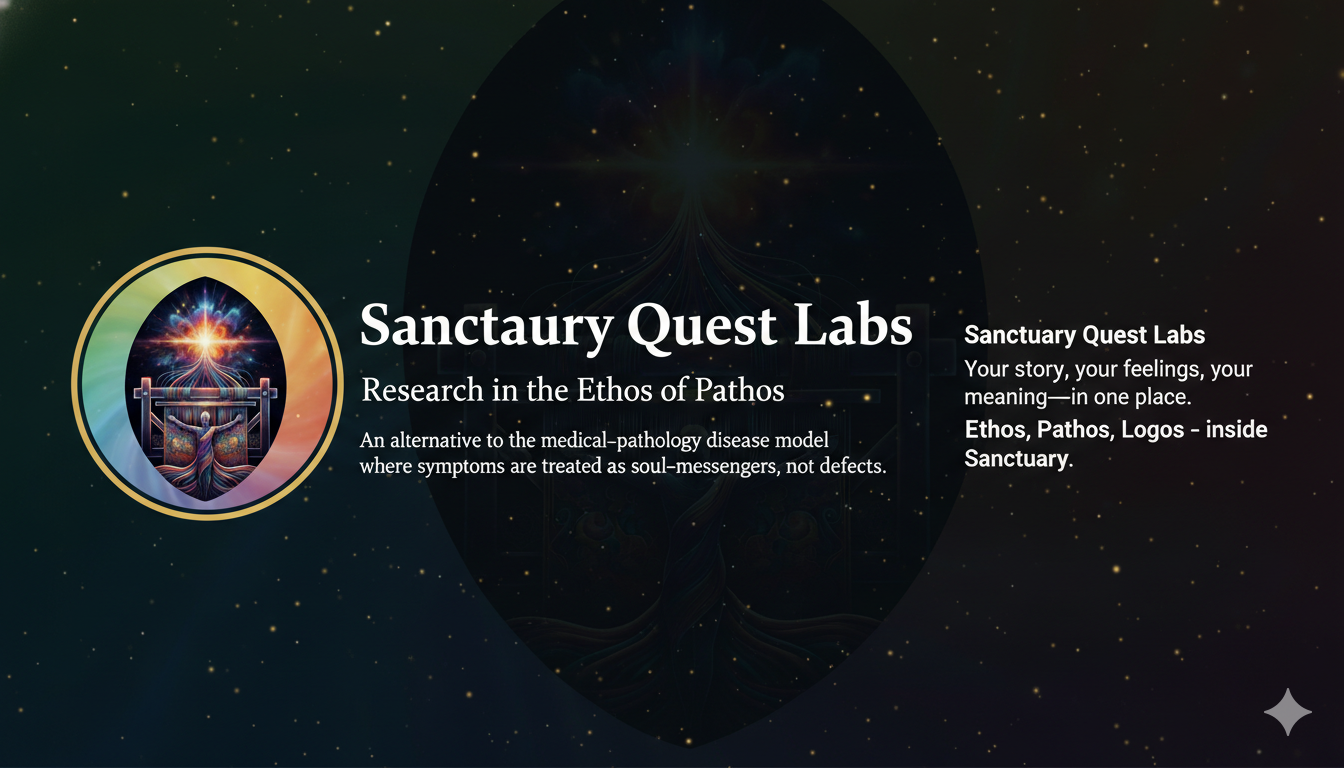 Sanctaury Quest Labs
Research in the Ethos of Pathos
An alternative to the medical–pathology disease model
where symptoms are treated as soul–messengers, not defects.
Sanctuary Quest Labs
Your story, your feelings, your
meaning—in one place.
Ethos, Pathos, Logos - inside
Sanctuary.